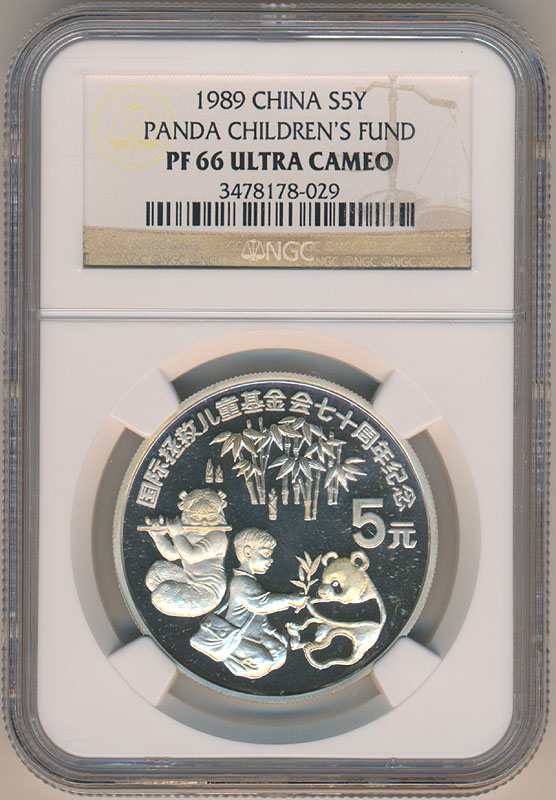 1989 CHINA S5Y
PANDA CHILDREN'S FUND
PF 66 ULTRA CAMEO
3478178-029
NGC
国际拯救儿童基金会七十周年纪念
5元